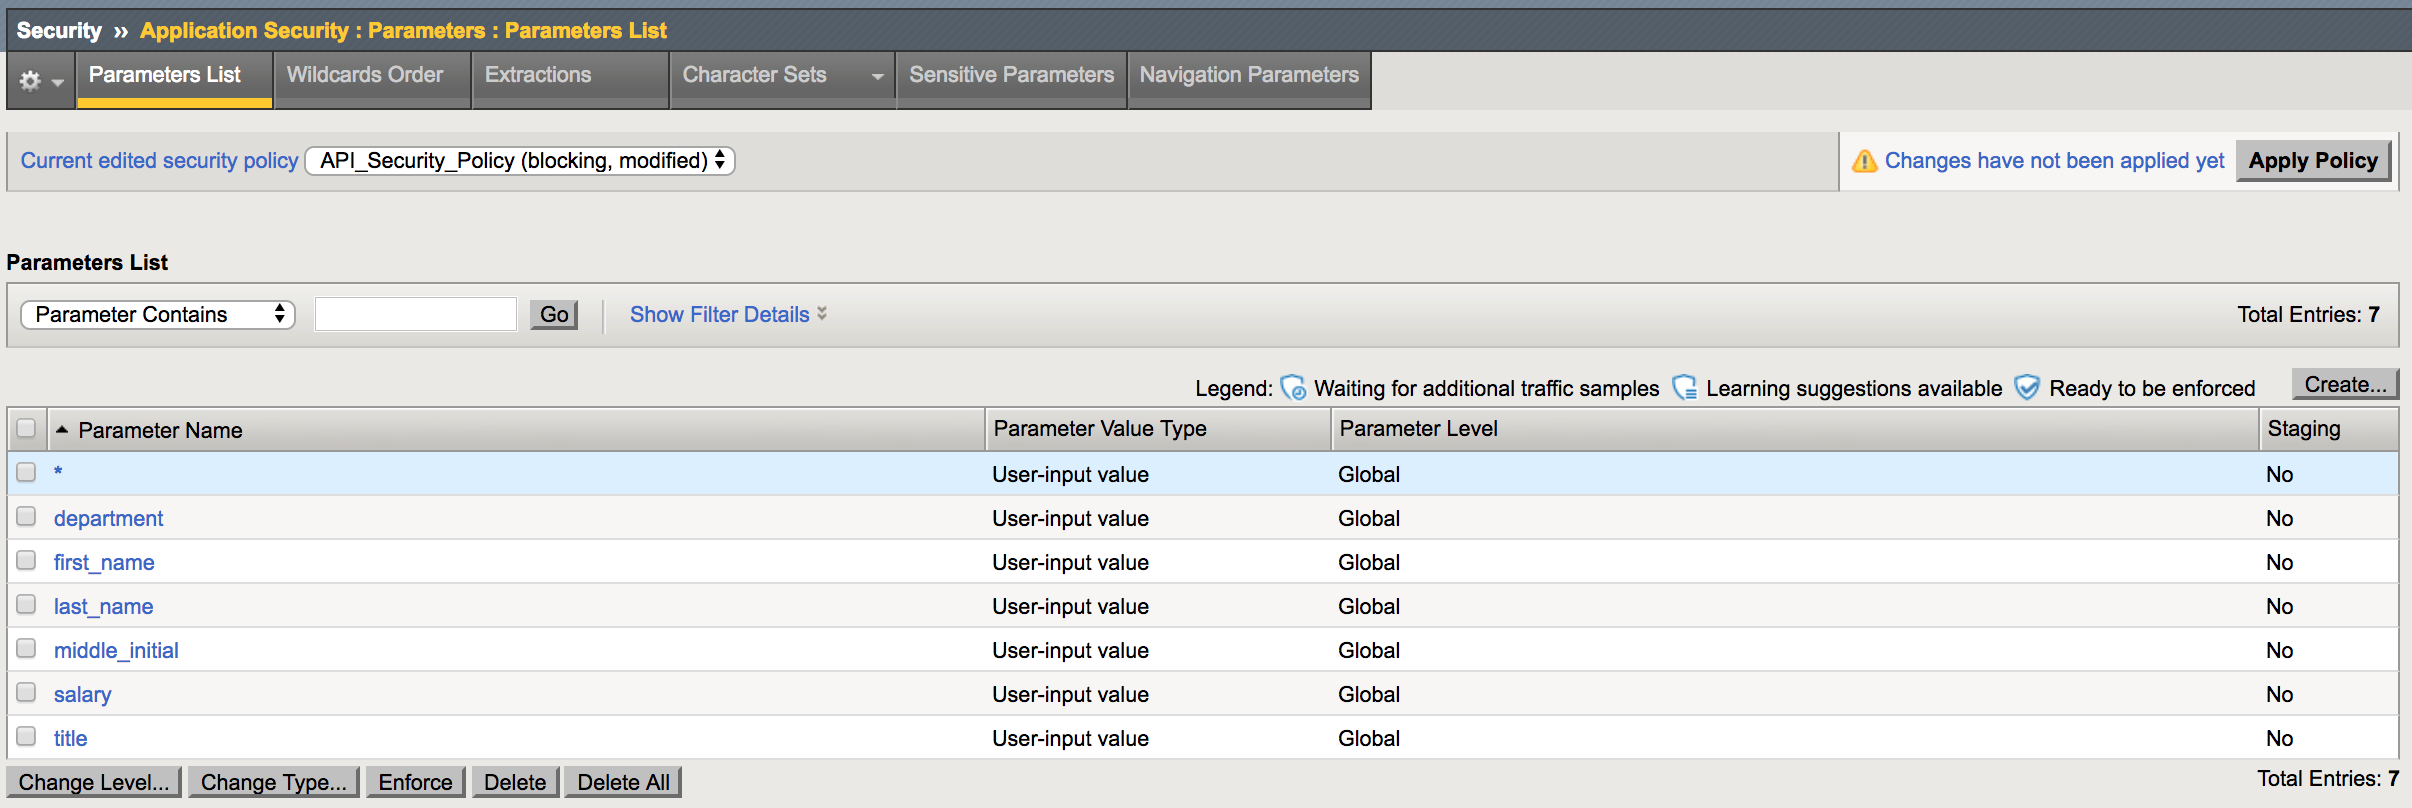 Security » Application Security : Parameters : Parameters List
Parameters List Wildcards Order Extractions Character Sets Sensitive Parameters Navigation Parameters
Current edited security policy API_Security_Policy (blocking, modified) Changes have not been applied yet Apply Policy
Parameters List
Parameter Contains Go Show Filter Details Total Entries: 7
Legend: Waiting for additional traffic samples Learning suggestions available Ready to be enforced Create...
Parameter Name Parameter Value Type Parameter Level Staging
* User-input value Global No
department User-input value Global No
first_name User-input value Global No
last_name User-input value Global No
middle_initial User-input value Global No
salary User-input value Global No
title User-input value Global No
Change Level... Change Type... Enforce Delete Delete All Total Entries: 7